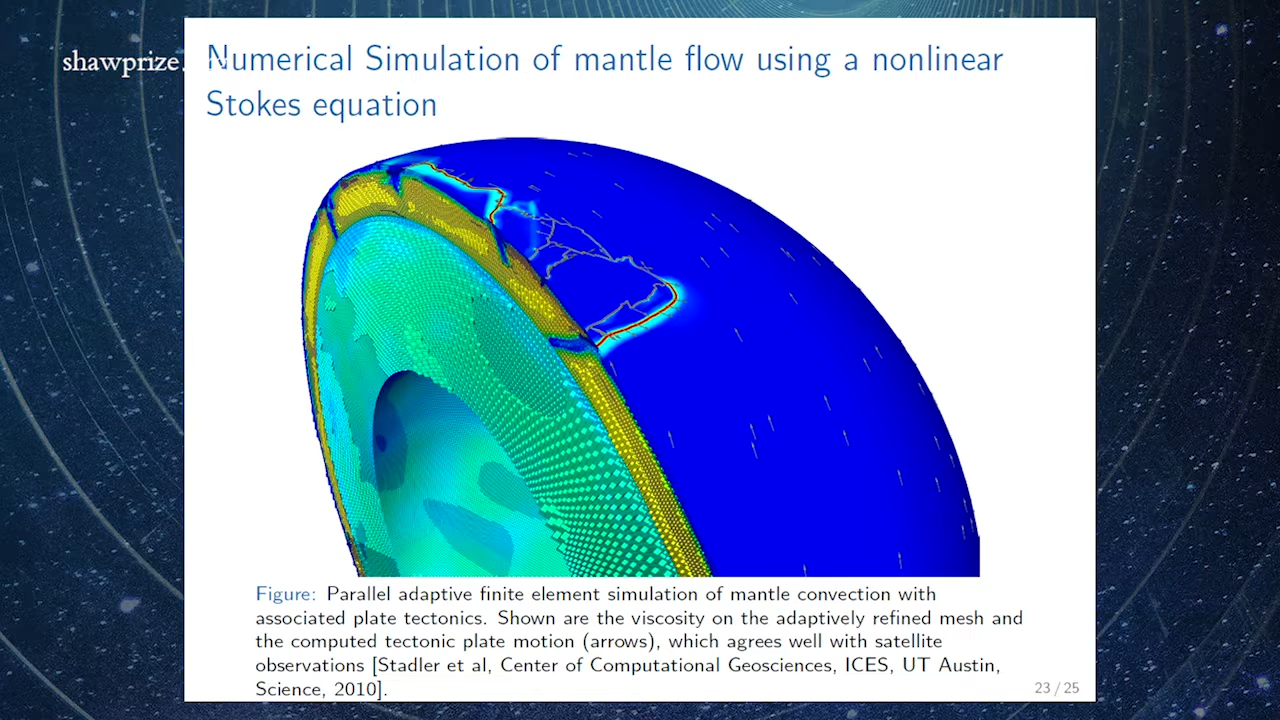 shawprize.
Numerical Simulation of mantle flow using a nonlinear
Stokes equation
Figure: Parallel adaptive finite element simulation of mantle convection with
associated plate tectonics. Shown are the viscosity on the adaptively refined mesh and
the computed tectonic plate motion (arrows), which agrees well with satellite
observations [Stadler et al, Center of Computational Geosciences, ICES, UT Austin,
Science, 2010].
23 / 25